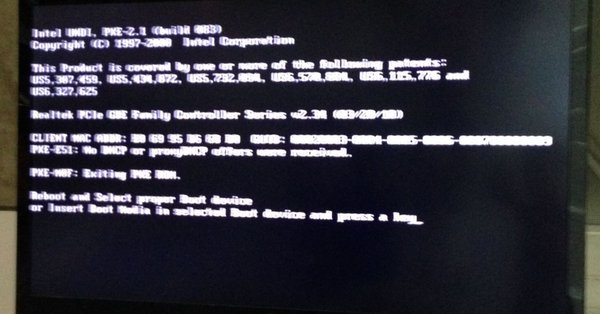 Intel UNDI, PXE-2.1 (build 083)
Copyright (C) 1997-2000 Intel Corporation
This Product is covered by one or more of the following patents:
US5,307,459, US5,434,872, US5,732,094, US6,570,884, US6,115,776 and
US6,327,625
Realtek PCIe GBE Family Controller Series v2.34 (03/20/10)
CLIENT MAC ADDR: GUID:
PXE-E51: No DHCP or proxyDHCP offers were received.
PXE-M0F: Exiting PXE ROM.
Reboot and Select proper Boot device
or Insert Boot Media in selected Boot device and press a key_